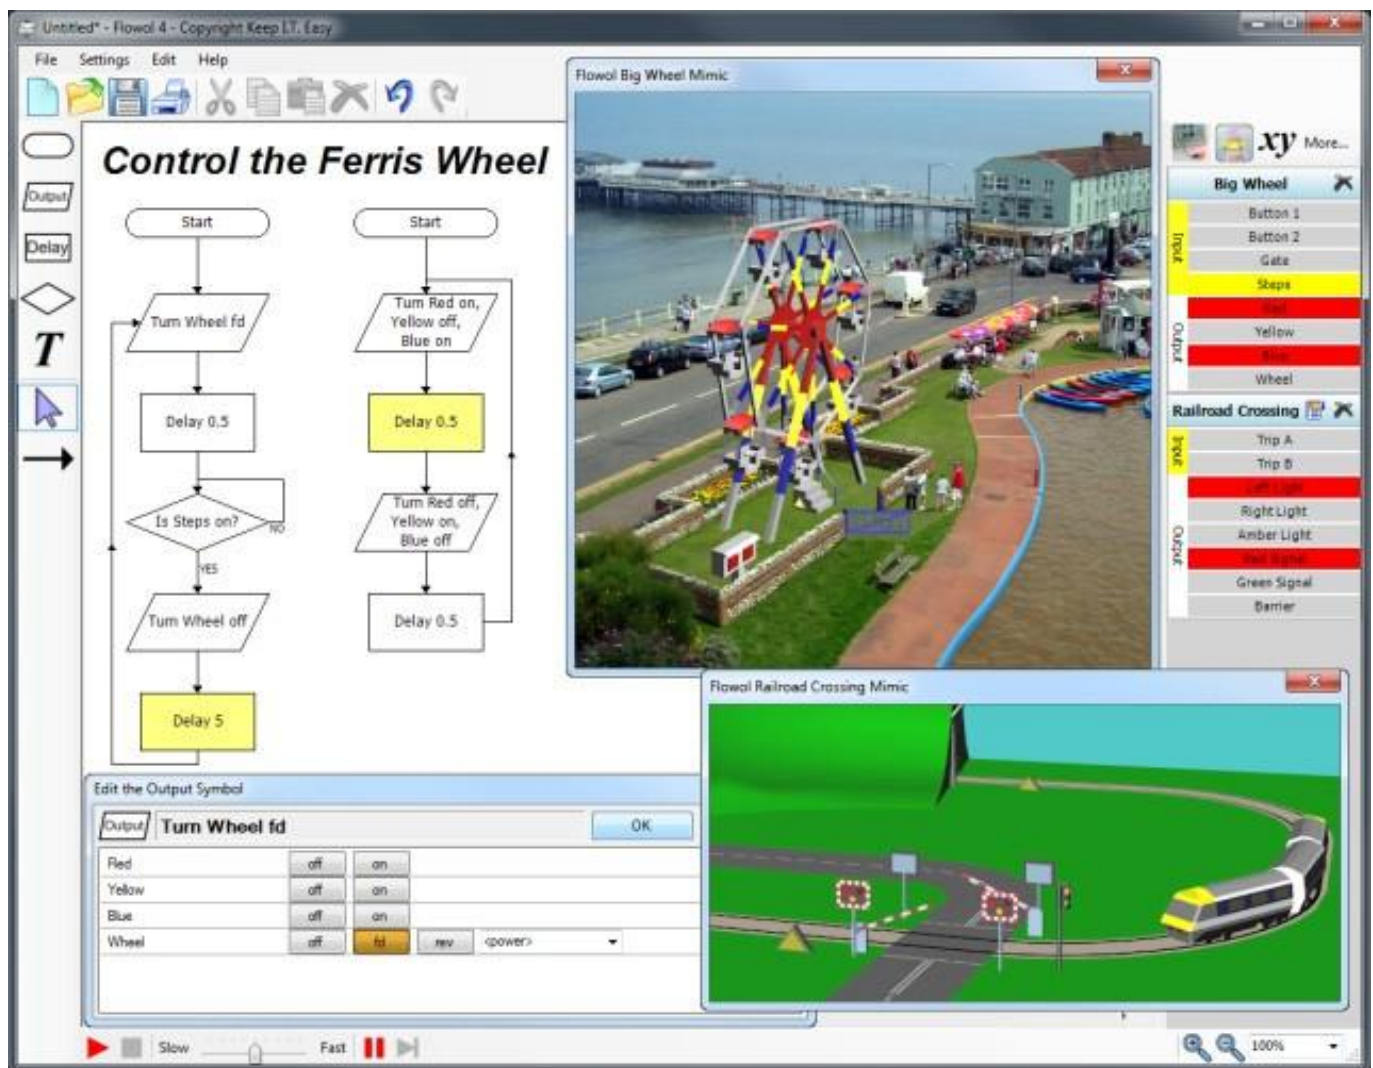 Untitled* - Flowol 4 - Copyright Keep I.T. Easy
File Settings Edit Help
Output
Delay
T
Control the Ferris Wheel
Start
Turn Wheel fd
Delay 0.5
Is Steps on?
NO
YES
Turn Wheel off
Delay 5
Start
Turn Red on,
Yellow off,
Blue on
Delay 0.5
Turn Red off,
Yellow on,
Blue off
Delay 0.5
Flowol Big Wheel Mimic
xy More...
Big Wheel
Input
Button 1
Button 2
Gate
Steps
Output
Red
Yellow
Blue
Wheel
Railroad Crossing
Input
Trip A
Trip B
Output
Left Light
Right Light
Amber Light
Red Signal
Green Signal
Barrier
Flowol Railroad Crossing Mimic
Edit the Output Symbol
Output Turn Wheel fd OK
Red off on
Yellow off on
Blue off on
Wheel off fd rev <power>
Slow Fast
100%